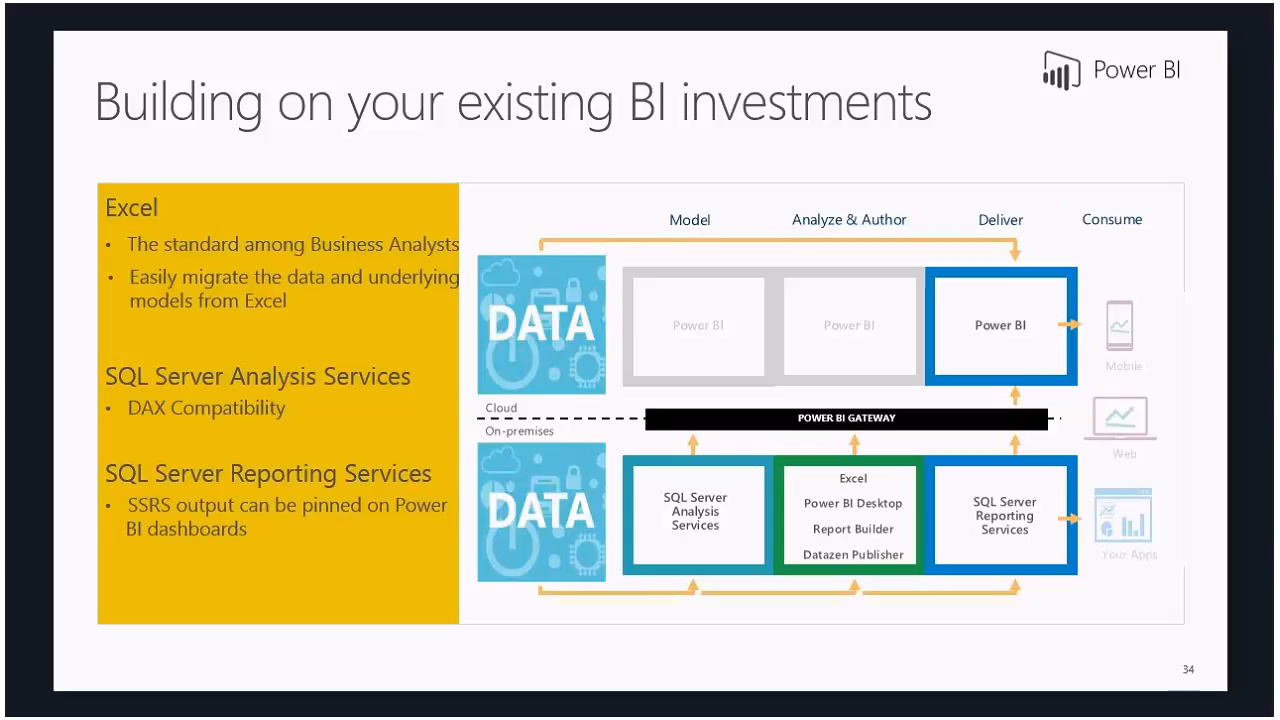 Power BI
Building on your existing BI investments
Excel
• The standard among Business Analysts
• Easily migrate the data and underlying
models from Excel
SQL Server Analysis Services
• DAX Compatibility
SQL Server Reporting Services
• SSRS output can be pinned on Power
BI dashboards
Model
Analyze & Author
Deliver
Consume
DATA
Power BI
Power BI
Power BI
Mobile
Cloud
POWER BI GATEWAY
On-premises
Web
DATA
SQL Server
Analysis
Services
Excel
Power BI Desktop
Report Builder
Datazen Publisher
SQL Server
Reporting
Services
Your Apps
34